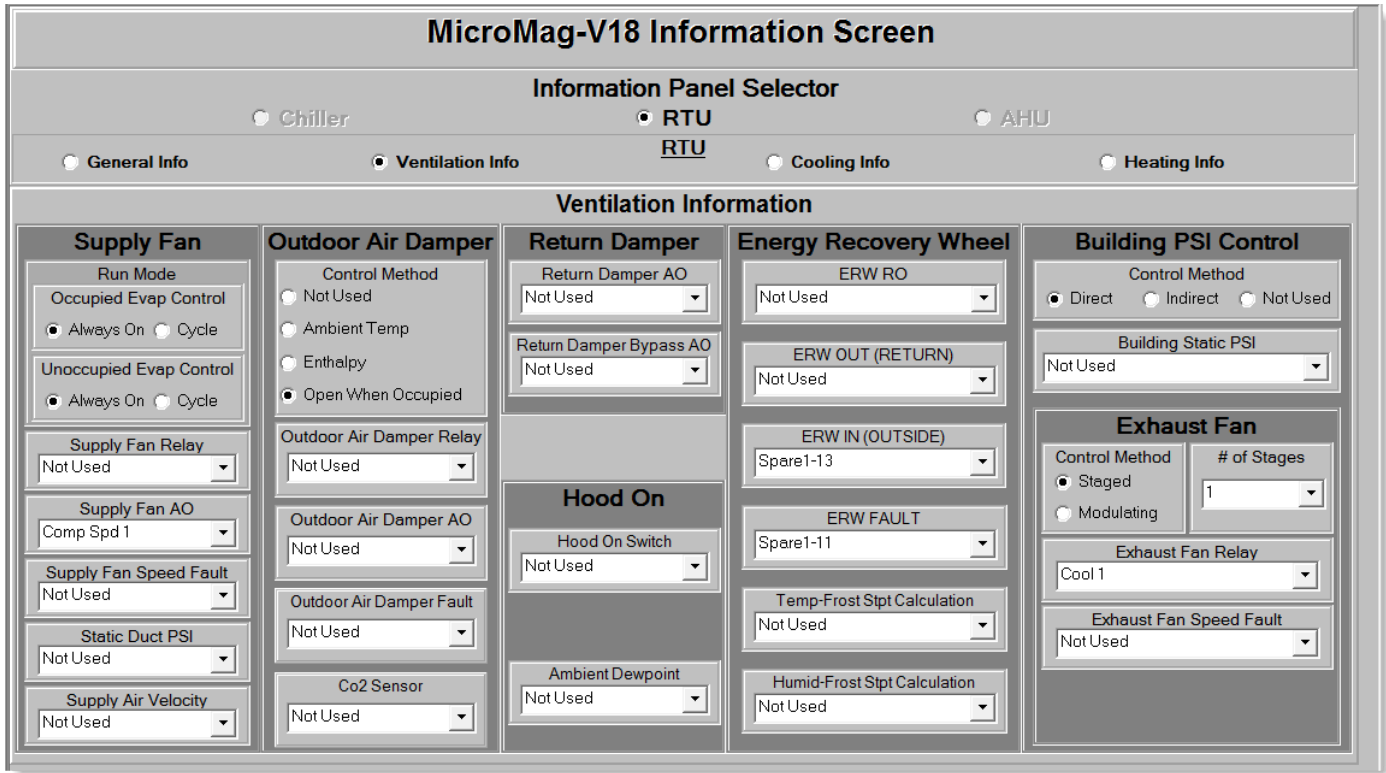 MicroMag-V18 Information Screen
Information Panel Selector
Chiller
RTU
AHU
RTU
General Info
Ventilation Info
Cooling Info
Heating Info
Ventilation Information
Supply Fan
Run Mode
Occupied Evap Control
Always On Cycle
Unoccupied Evap Control
Always On Cycle
Supply Fan Relay
Not Used
Supply Fan AO
Comp Spd 1
Supply Fan Speed Fault
Not Used
Static Duct PSI
Not Used
Supply Air Velocity
Not Used
Outdoor Air Damper
Control Method
Not Used
Ambient Temp
Enthalpy
Open When Occupied
Outdoor Air Damper Relay
Not Used
Outdoor Air Damper AO
Not Used
Outdoor Air Damper Fault
Not Used
Co2 Sensor
Not Used
Return Damper
Return Damper AO
Not Used
Return Damper Bypass AO
Not Used
Hood On
Hood On Switch
Not Used
Ambient Dewpoint
Not Used
Energy Recovery Wheel
ERW RO
Not Used
ERW OUT (RETURN)
Not Used
ERW IN (OUTSIDE)
Spare1-13
ERW FAULT
Spare1-11
Temp-Frost Stpt Calculation
Not Used
Humid-Frost Stpt Calculation
Not Used
Building PSI Control
Control Method
Direct Indirect Not Used
Building Static PSI
Not Used
Exhaust Fan
Control Method
Staged
Modulating
# of Stages
1
Exhaust Fan Relay
Cool 1
Exhaust Fan Speed Fault
Not Used